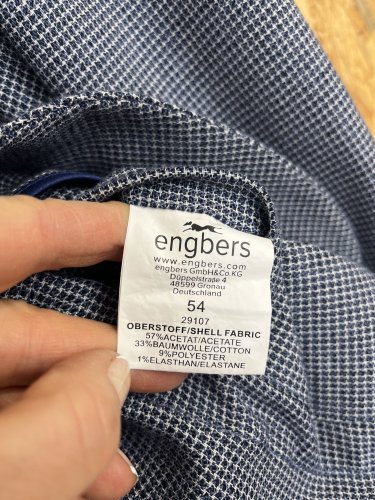 engbers
www.engbers.com
engbers GmbH&Co.KG
Düppelstraße 4
48599 Gronau
Deutschland
54
29107
OBERSTOFF/SHELL FABRIC
57%ACETAT/ACETATE
33%BAUMWOLLE/COTTON
9%POLYESTER
1%ELASTHAN/ELASTANE